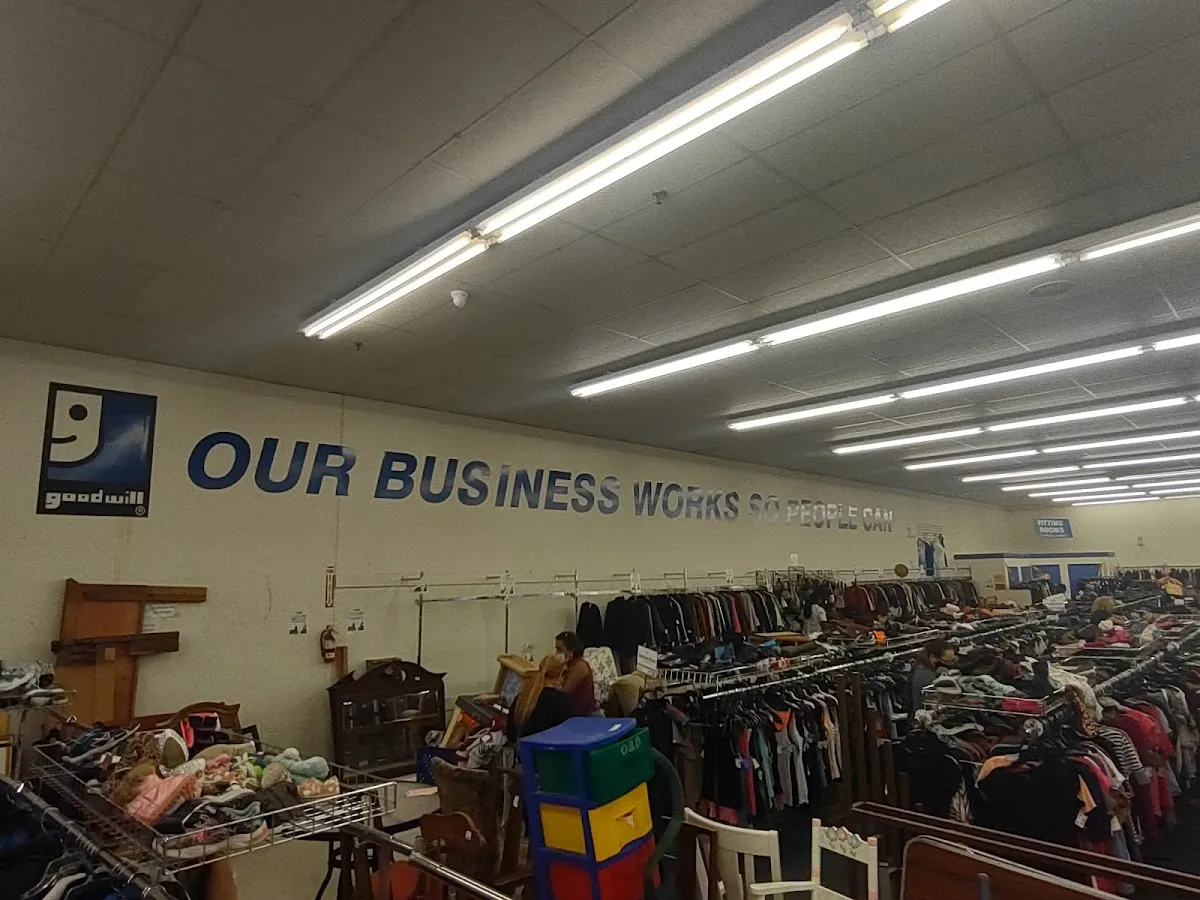 goodwill®
OUR BUSINESS WORKS SO PEOPLE CAN
FITTING
ROOMS